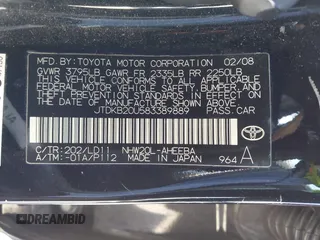 MFD. BY: TOYOTA MOTOR CORPORATION 02/08
GVWR 3795LB GAWR FR 2335LB RR 2250LB
THIS VEHICLE CONFORMS TO ALL APPLICABLE
FEDERAL MOTOR VEHICLE SAFETY, BUMPER,
AND THEFT PREVENTION STANDARDS IN EFFECT
ON THE DATE OF MANUFACTURE SHOWN ABOVE.
JTDKB20U583389889 PASS.CAR
C/TR: 202/LD11 NHW20L-AHEEBA
A/TM: -01A/P112 MADE IN JAPAN 964 A
TOYOTA
DREAMBID